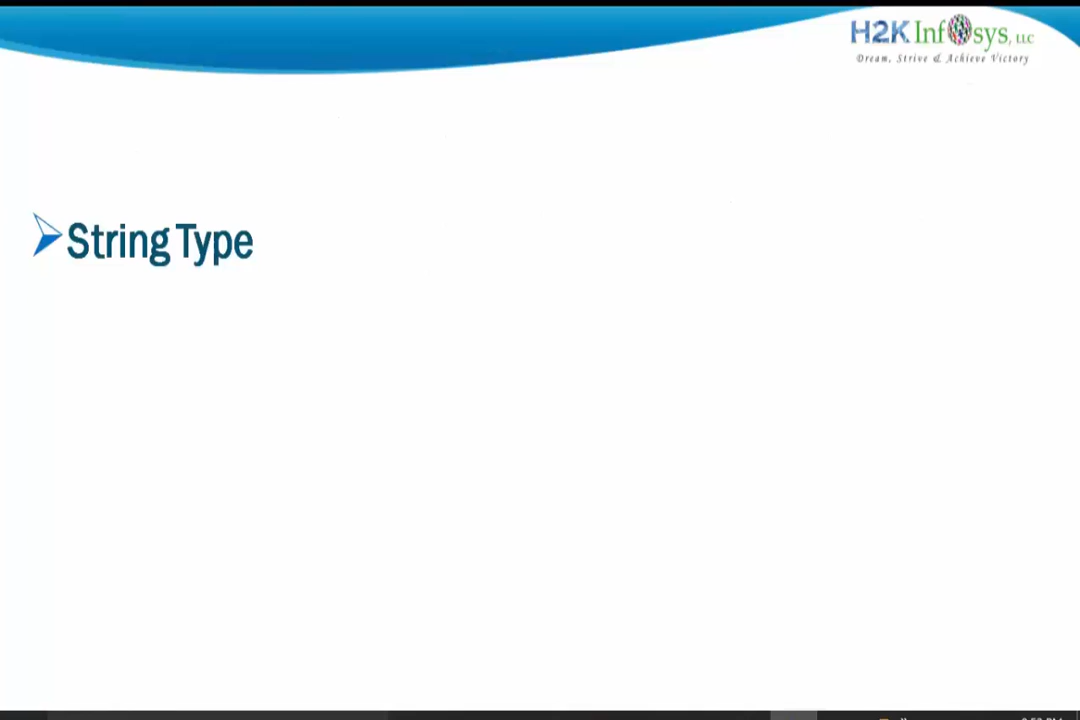 H2K Infosys, LLC
Dream, Strive & Achieve Victory
String Type